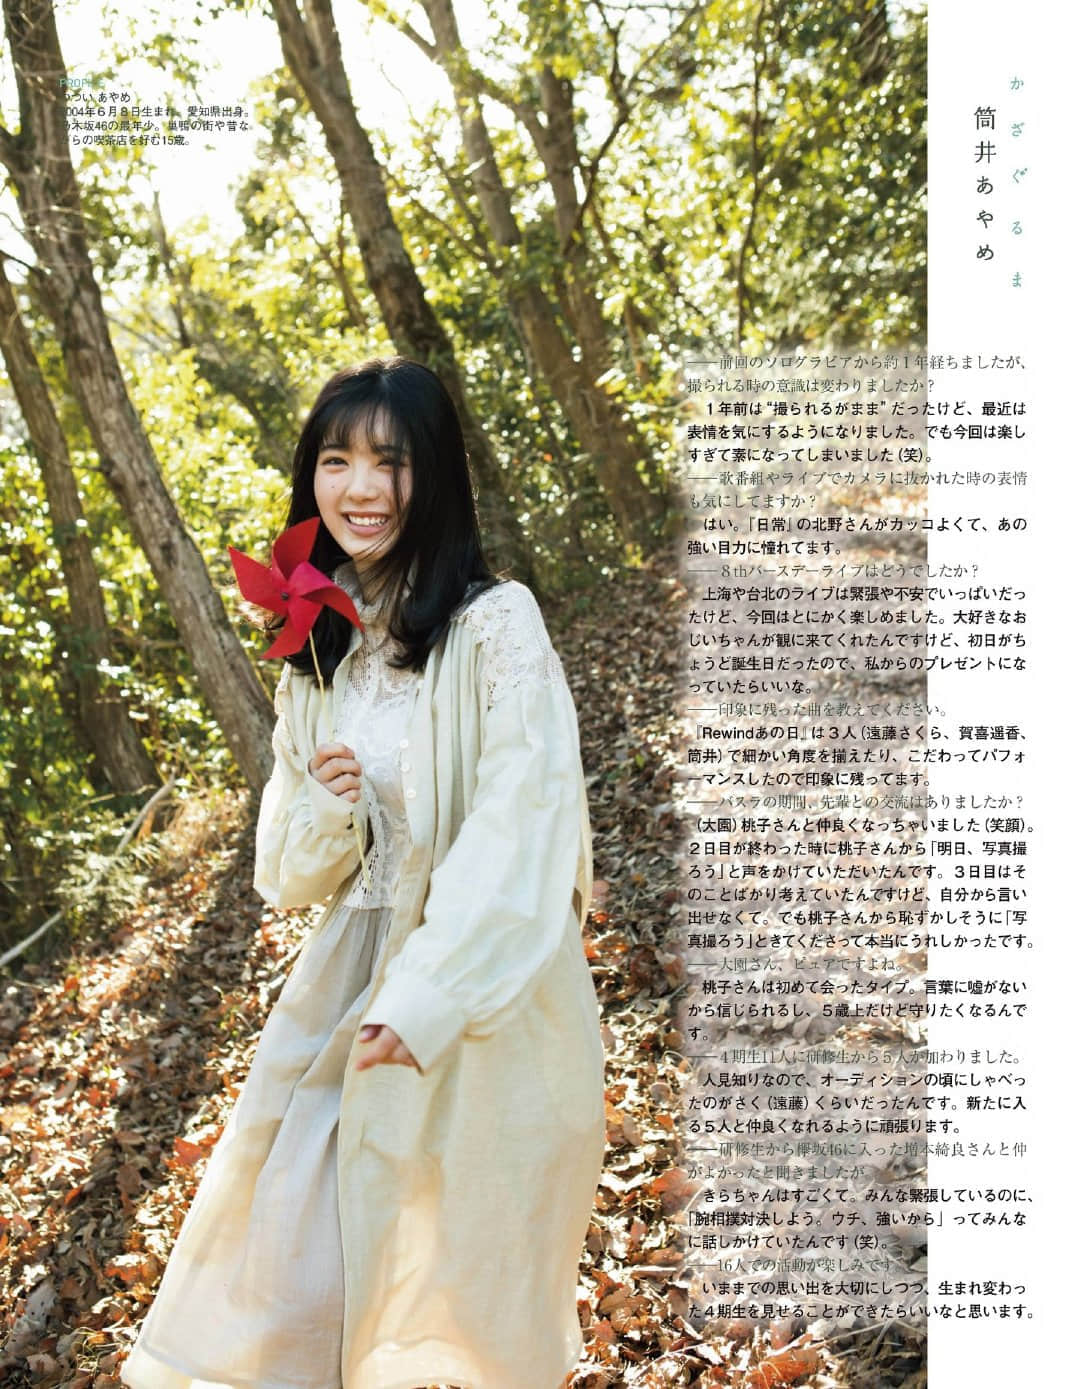 かざぐるま
筒井あやめ
PROFILE
つつい あやめ
2004年6月8日生まれ。愛知県出身。
乃木坂46の最年少。巣鴨の街や昔な
がらの喫茶店を好む15歳。
――前回のソログラビアから約1年経ちましたが、
撮られる時の意識は変わりましたか?
1年前は“撮られるがまま”だったけど、最近は
表情を気にするようになりました。でも今回は楽し
すぎて素になってしまいました(笑)。
――歌番組やライブでカメラに抜かれた時の表情
も気にしてますか?
はい。『日常』の北野さんがカッコよくて、あの
強い目力に憧れてます。
――8thバースデーライブはどうでしたか?
上海や台北のライブは緊張や不安でいっぱいだっ
たけど、今回はとにかく楽しめました。大好きなお
じいちゃんが観に来てくれたんですけど、初日がち
ょうど誕生日だったので、私からのプレゼントにな
っていたらいいな。
――印象に残った曲を教えてください。
『Rewindあの日』は3人(遠藤さくら、賀喜遥香、
筒井)で細かい角度を揃えたり、こだわってパフォ
ーマンスしたので印象に残ってます。
――バスラの期間、先輩との交流はありましたか?
(大園)桃子さんと仲良くなっちゃいました(笑顔)。
2日目が終わった時に桃子さんから「明日、写真撮
ろう」と声をかけていただいたんです。3日目はそ
のことばかり考えていたんですけど、自分から言い
出せなくて。でも桃子さんから恥ずかしそうに「写
真撮ろう」ときてくださって本当にうれしかったです。
――大園さん、ピュアですよね。
桃子さんは初めて会ったタイプ。言葉に嘘がない
から信じられるし、5歳上だけど守りたくなるんで
す。
――4期生11人に研修生から5人が加わりました。
人見知りなので、オーディションの頃にしゃべっ
たのがさく(遠藤)くらいだったんです。新たに入
る5人と仲良くなれるように頑張ります。
――研修生から欅坂46に入った増本綺良さんと仲
がよかったと聞きましたが。
きらちゃんはすごくて。みんな緊張しているのに、
「腕相撲対決しよう。ウチ、強いから」ってみんな
に話しかけていたんです(笑)。
――16人での活動が楽しみです。
いままでの思い出を大切にしつつ、生まれ変わっ
た4期生を見せることができたらいいなと思います。